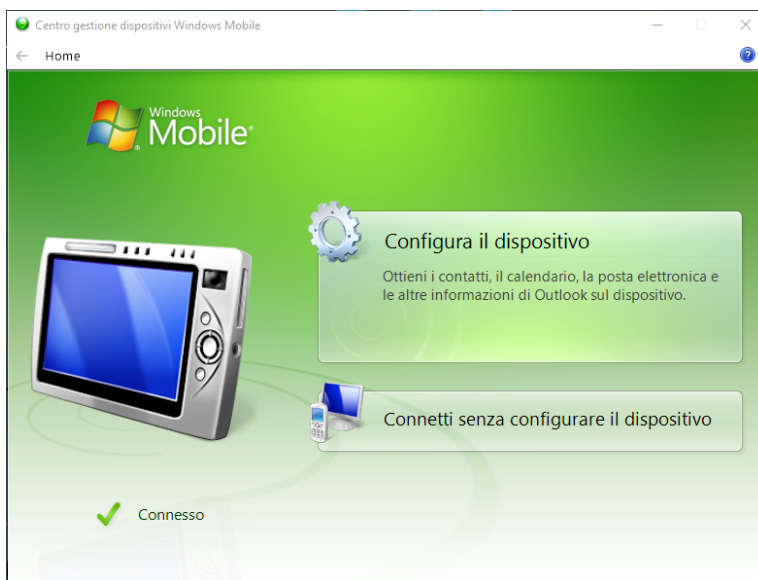 Centro gestione dispositivi Windows Mobile
Home
Windows
Mobile®
Configura il dispositivo
Ottieni i contatti, il calendario, la posta elettronica e
le altre informazioni di Outlook sul dispositivo.
Connetti senza configurare il dispositivo
Connesso